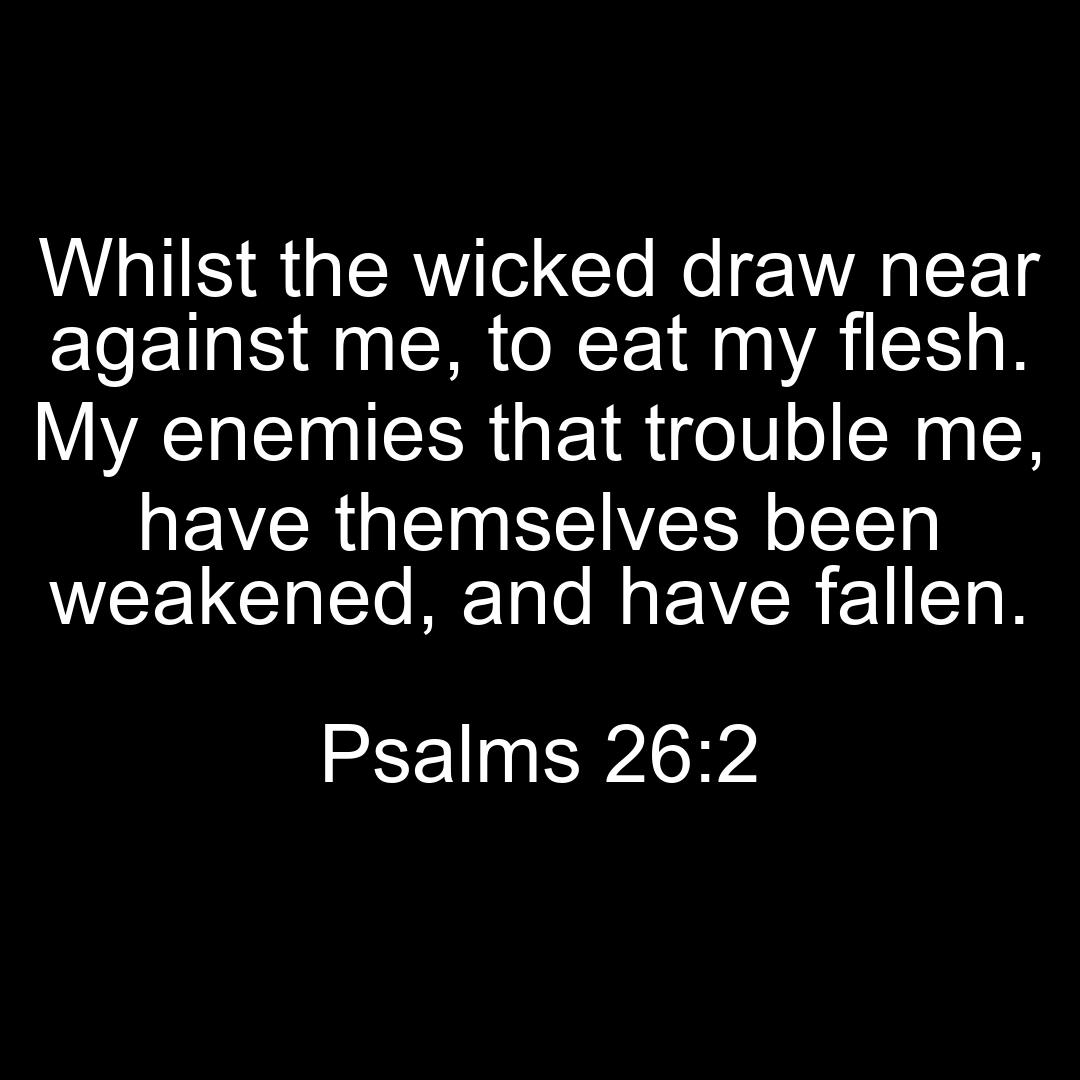 Whilst the wicked draw near
against me, to eat my flesh.
My enemies that trouble me,
have themselves been
weakened, and have fallen.
Psalms 26:2